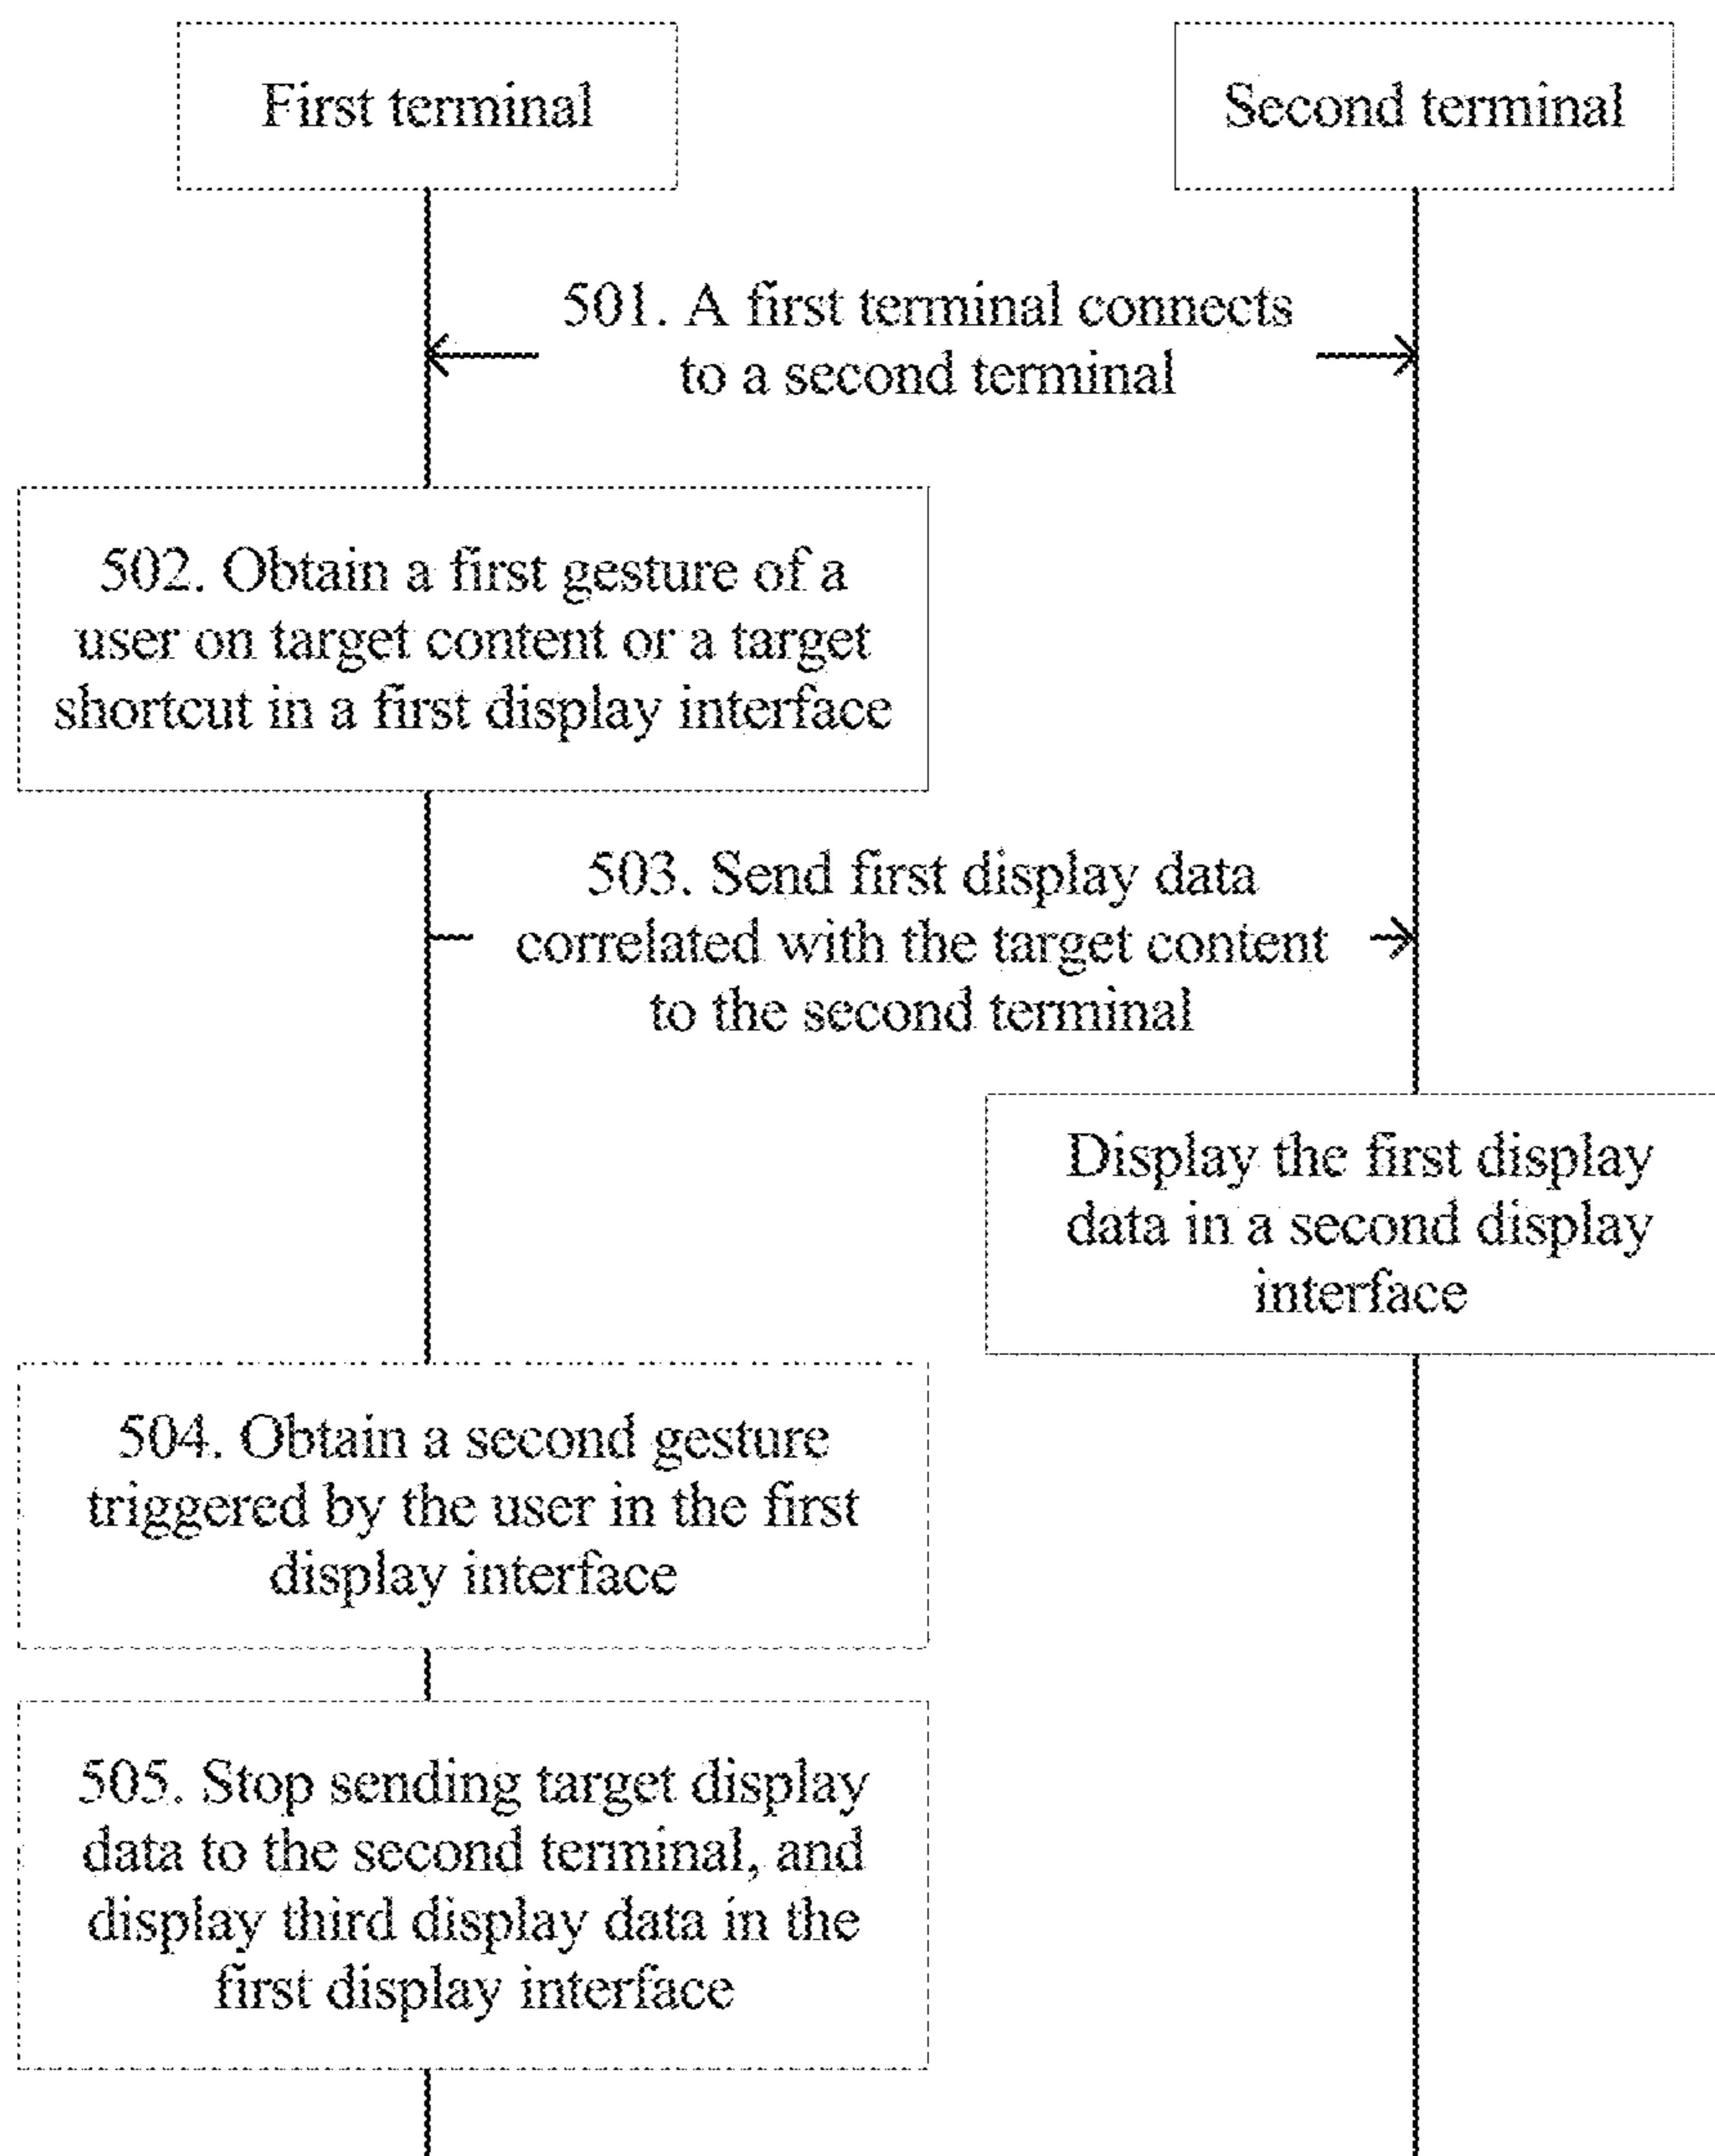 First terminal
Second terminal
501. A first terminal connects
to a second terminal
502. Obtain a first gesture of a
user on target content or a target
shortcut in a first display interface
503. Send first display data
correlated with the target content
to the second terminal
Display the first display
data in a second display
interface
504. Obtain a second gesture
triggered by the user in the first
display interface
505. Stop sending target display
data to the second terminal, and
display third display data in the
first display interface